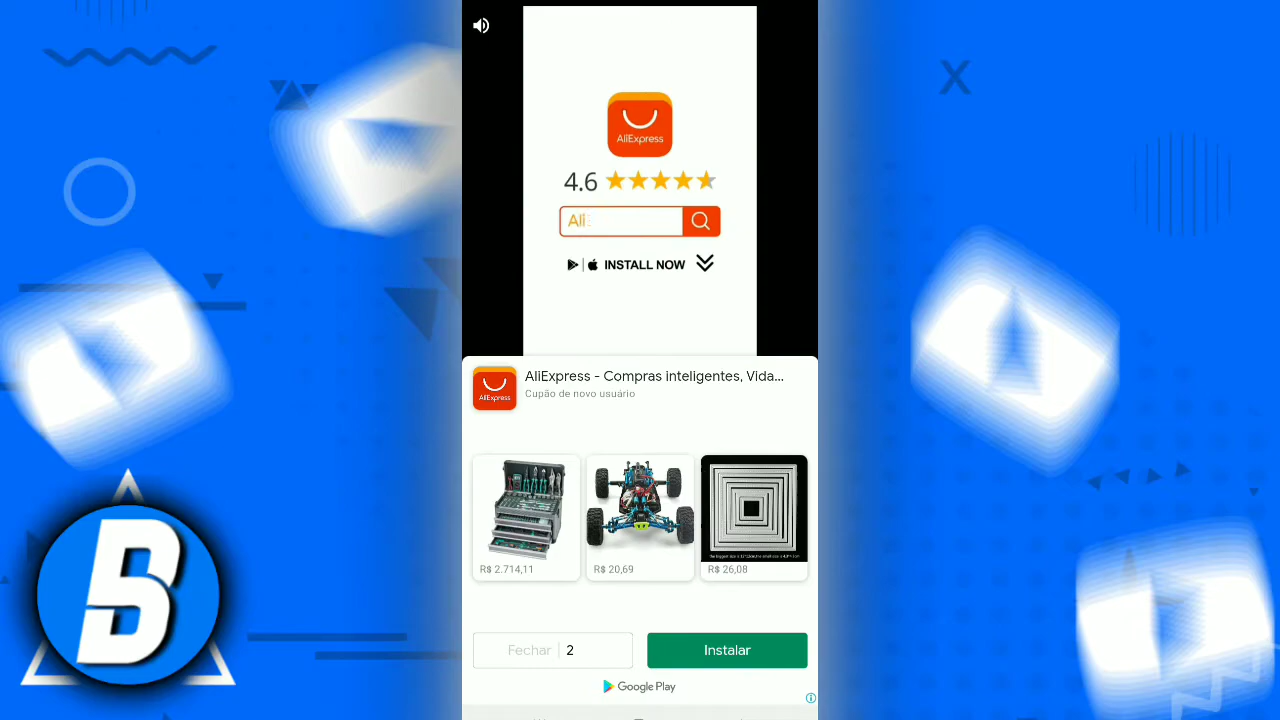 AliExpress
4.6
Ali
INSTALL NOW
AliExpress - Compras inteligentes, Vida...
AliExpress
Cupão de novo usuário
R$ 2.714,11
R$ 20,69
R$ 26,08
Fechar | 2
Instalar
Google Play